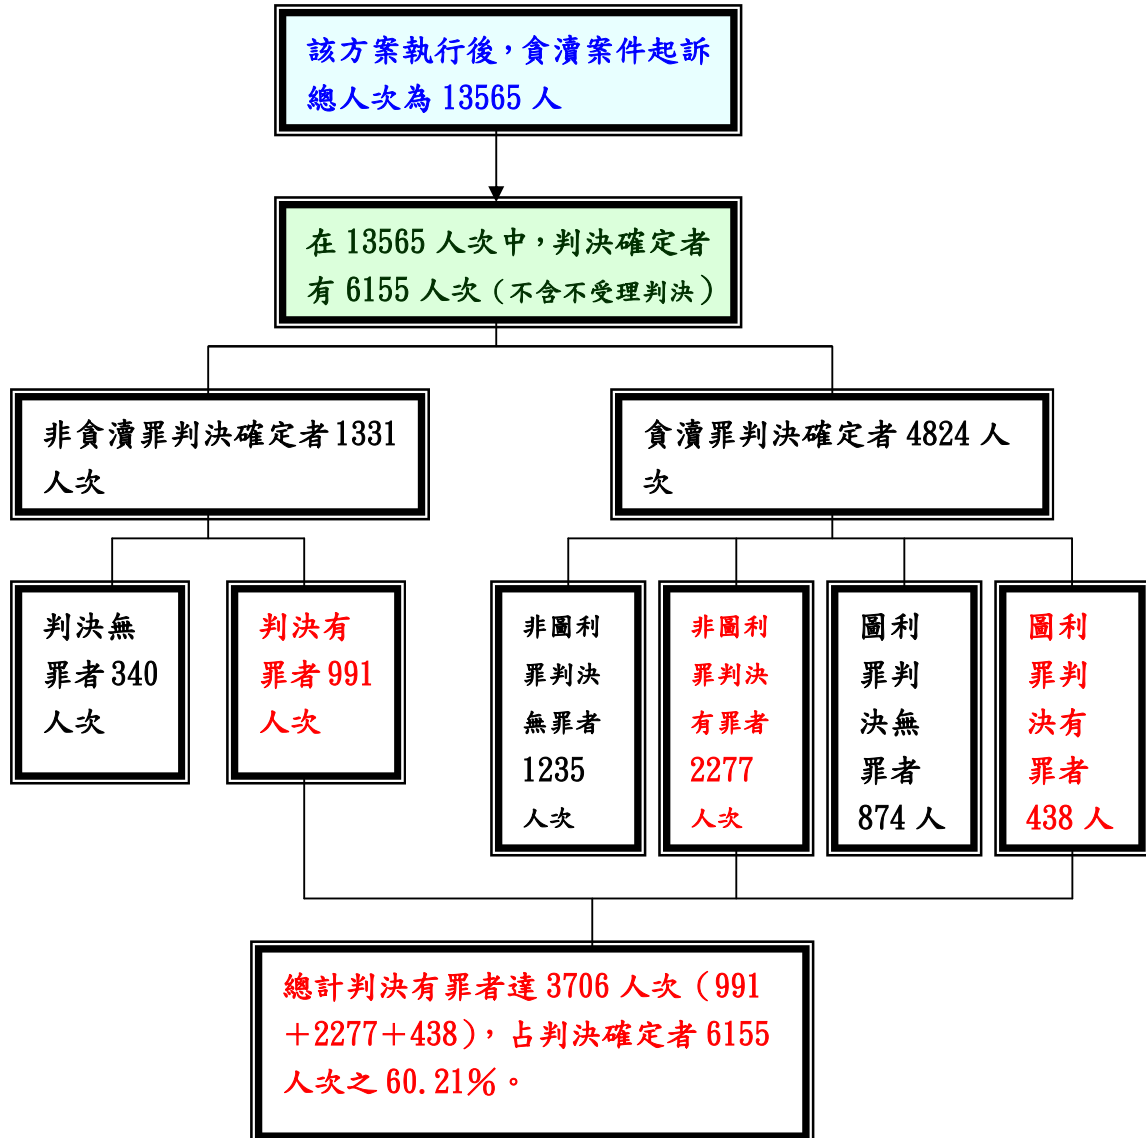 該方案執行後，貪瀆案件起訴
總人次為 13565 人
在 13565 人次中，判決確定者
有 6155 人次（不含不受理判決）
非貪瀆罪判決確定者 1331
人次
貪瀆罪判決確定者 4824 人
次
判決無
罪者 340
人次
判決有
罪者 991
人次
非圖利
罪判決
無罪者
1235
人次
非圖利
罪判決
有罪者
2277
人次
圖利
罪判
決無
罪者
874 人
圖利
罪判
決有
罪者
438 人
總計判決有罪者達 3706 人次（991
＋2277＋438），占判決確定者 6155
人次之 60.21％。